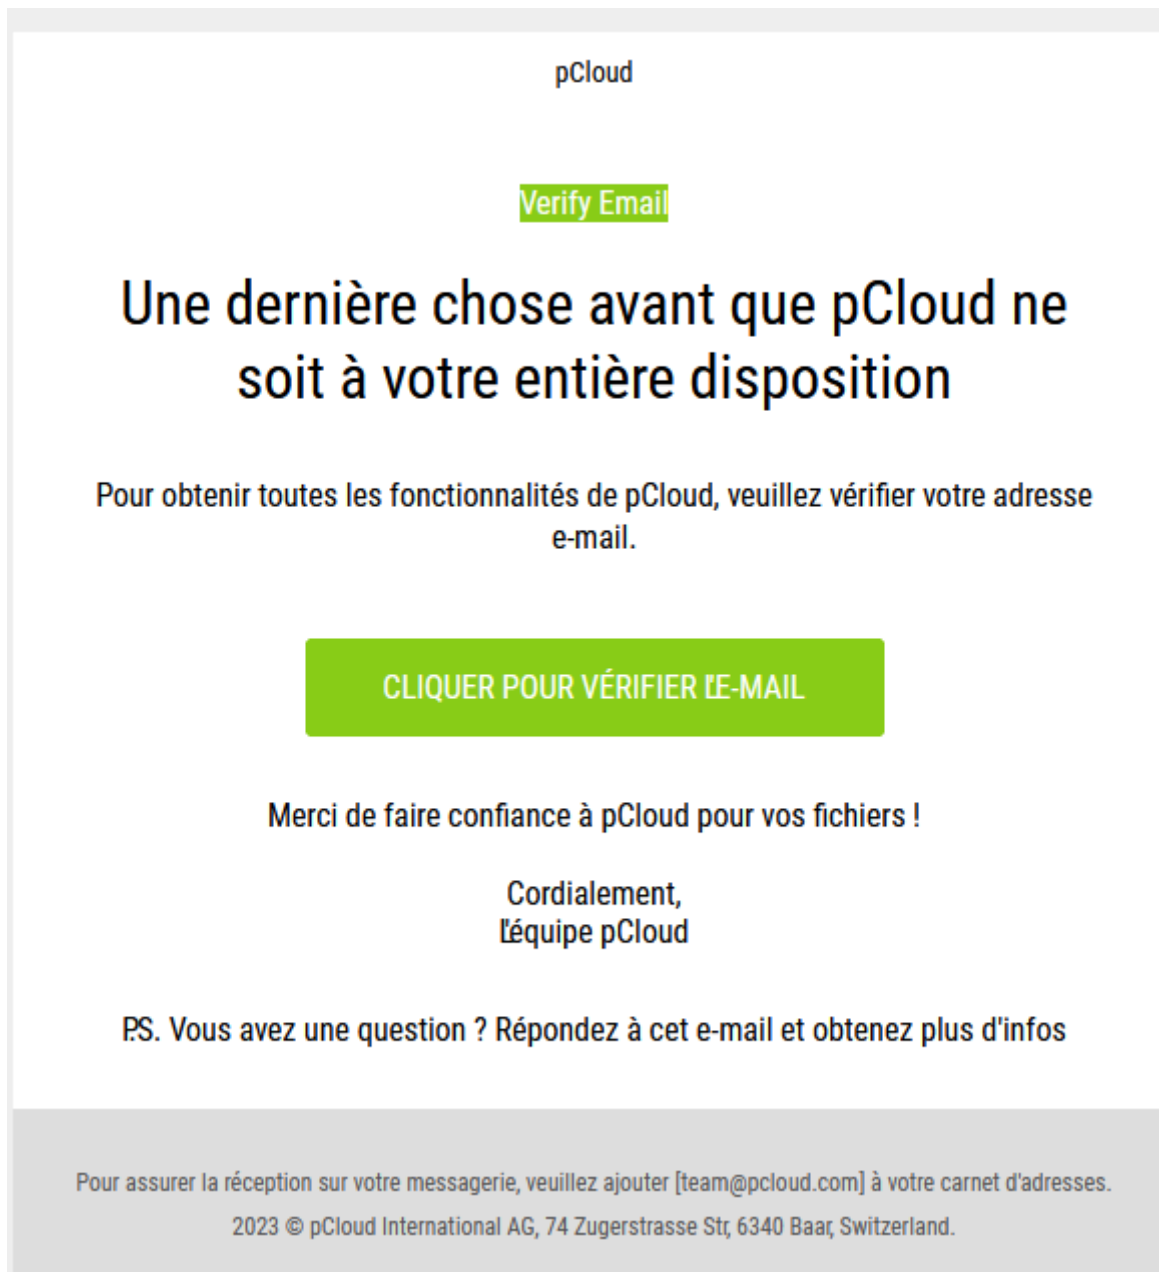 pCloud
Verify Email
Une dernière chose avant que pCloud ne
soit à votre entière disposition
Pour obtenir toutes les fonctionnalités de pCloud, veuillez vérifier votre adresse
e-mail.
CLIQUER POUR VÉRIFIER L'E-MAIL
Merci de faire confiance à pCloud pour vos fichiers !
Cordialement,
L'équipe pCloud
P.S. Vous avez une question ? Répondez à cet e-mail et obtenez plus d'infos
Pour assurer la réception sur votre messagerie, veuillez ajouter [team@pcloud.com] à votre carnet d'adresses.
2023 © pCloud International AG, 74 Zugerstrasse Str, 6340 Baar, Switzerland.